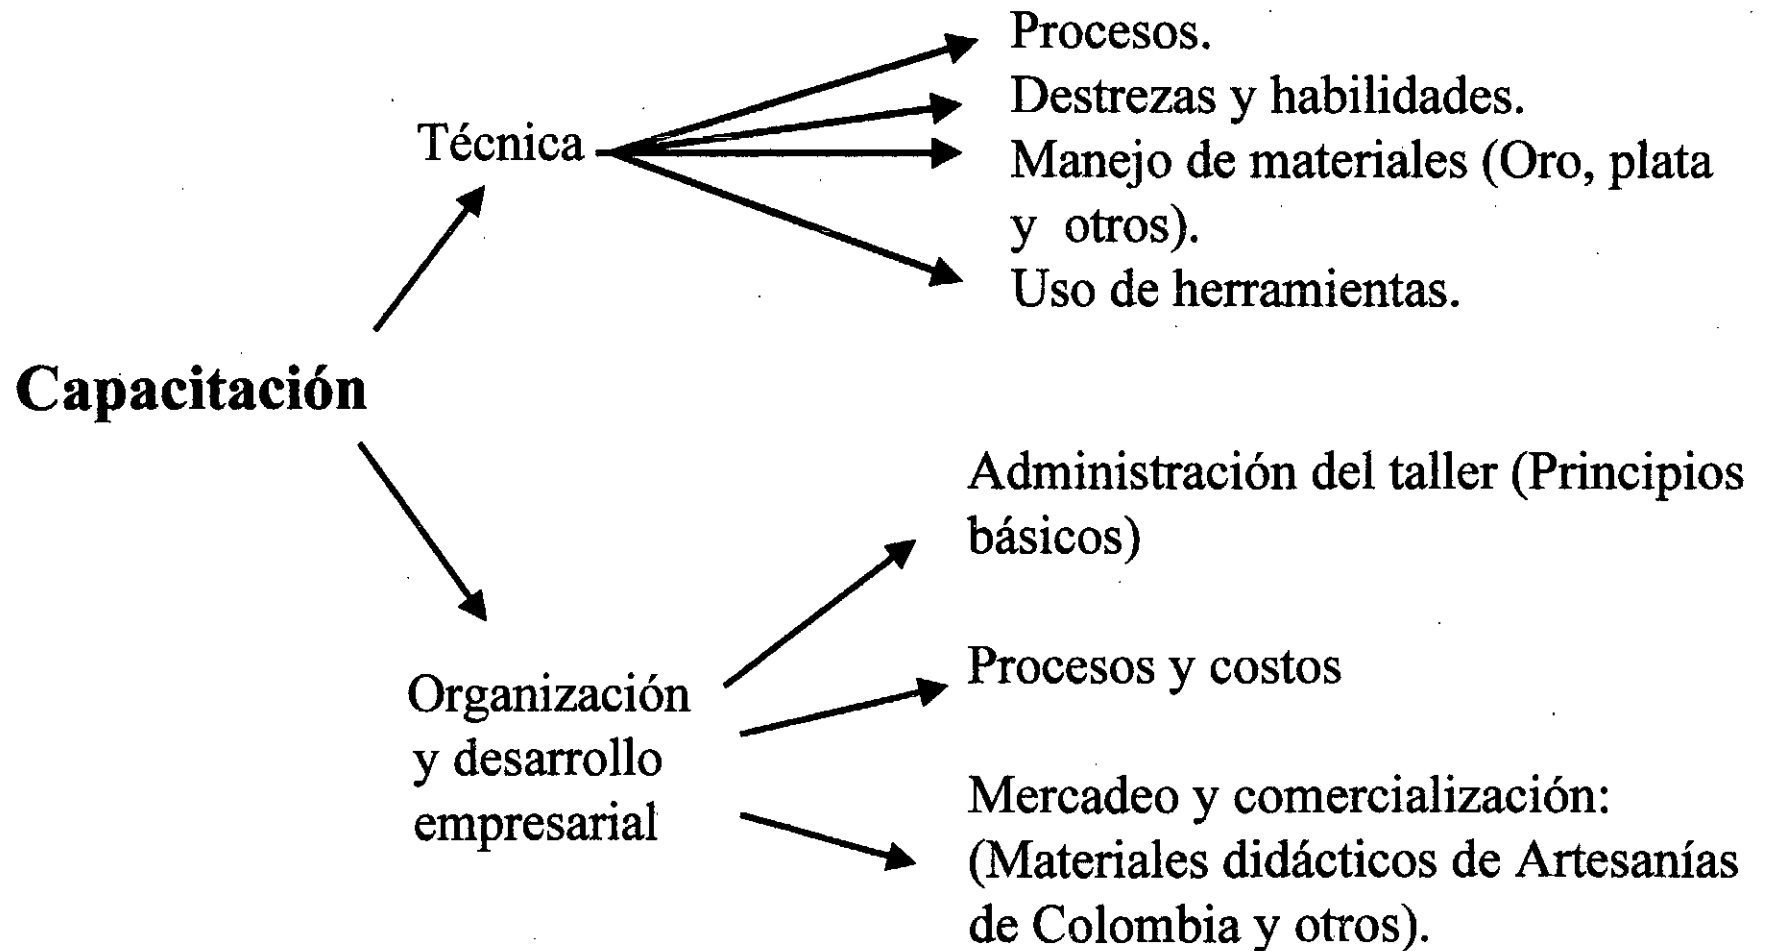 Procesos.
Destrezas y habilidades.
Técnica
Manejo de materiales (Oro, plata
y otros).
Uso de herramientas.
Capacitación
Administración del taller (Principios
básicos)
Procesos y costos
Organización
y desarrollo
empresarial
Mercadeo y comercialización:
(Materiales didácticos de Artesanías
de Colombia y otros).